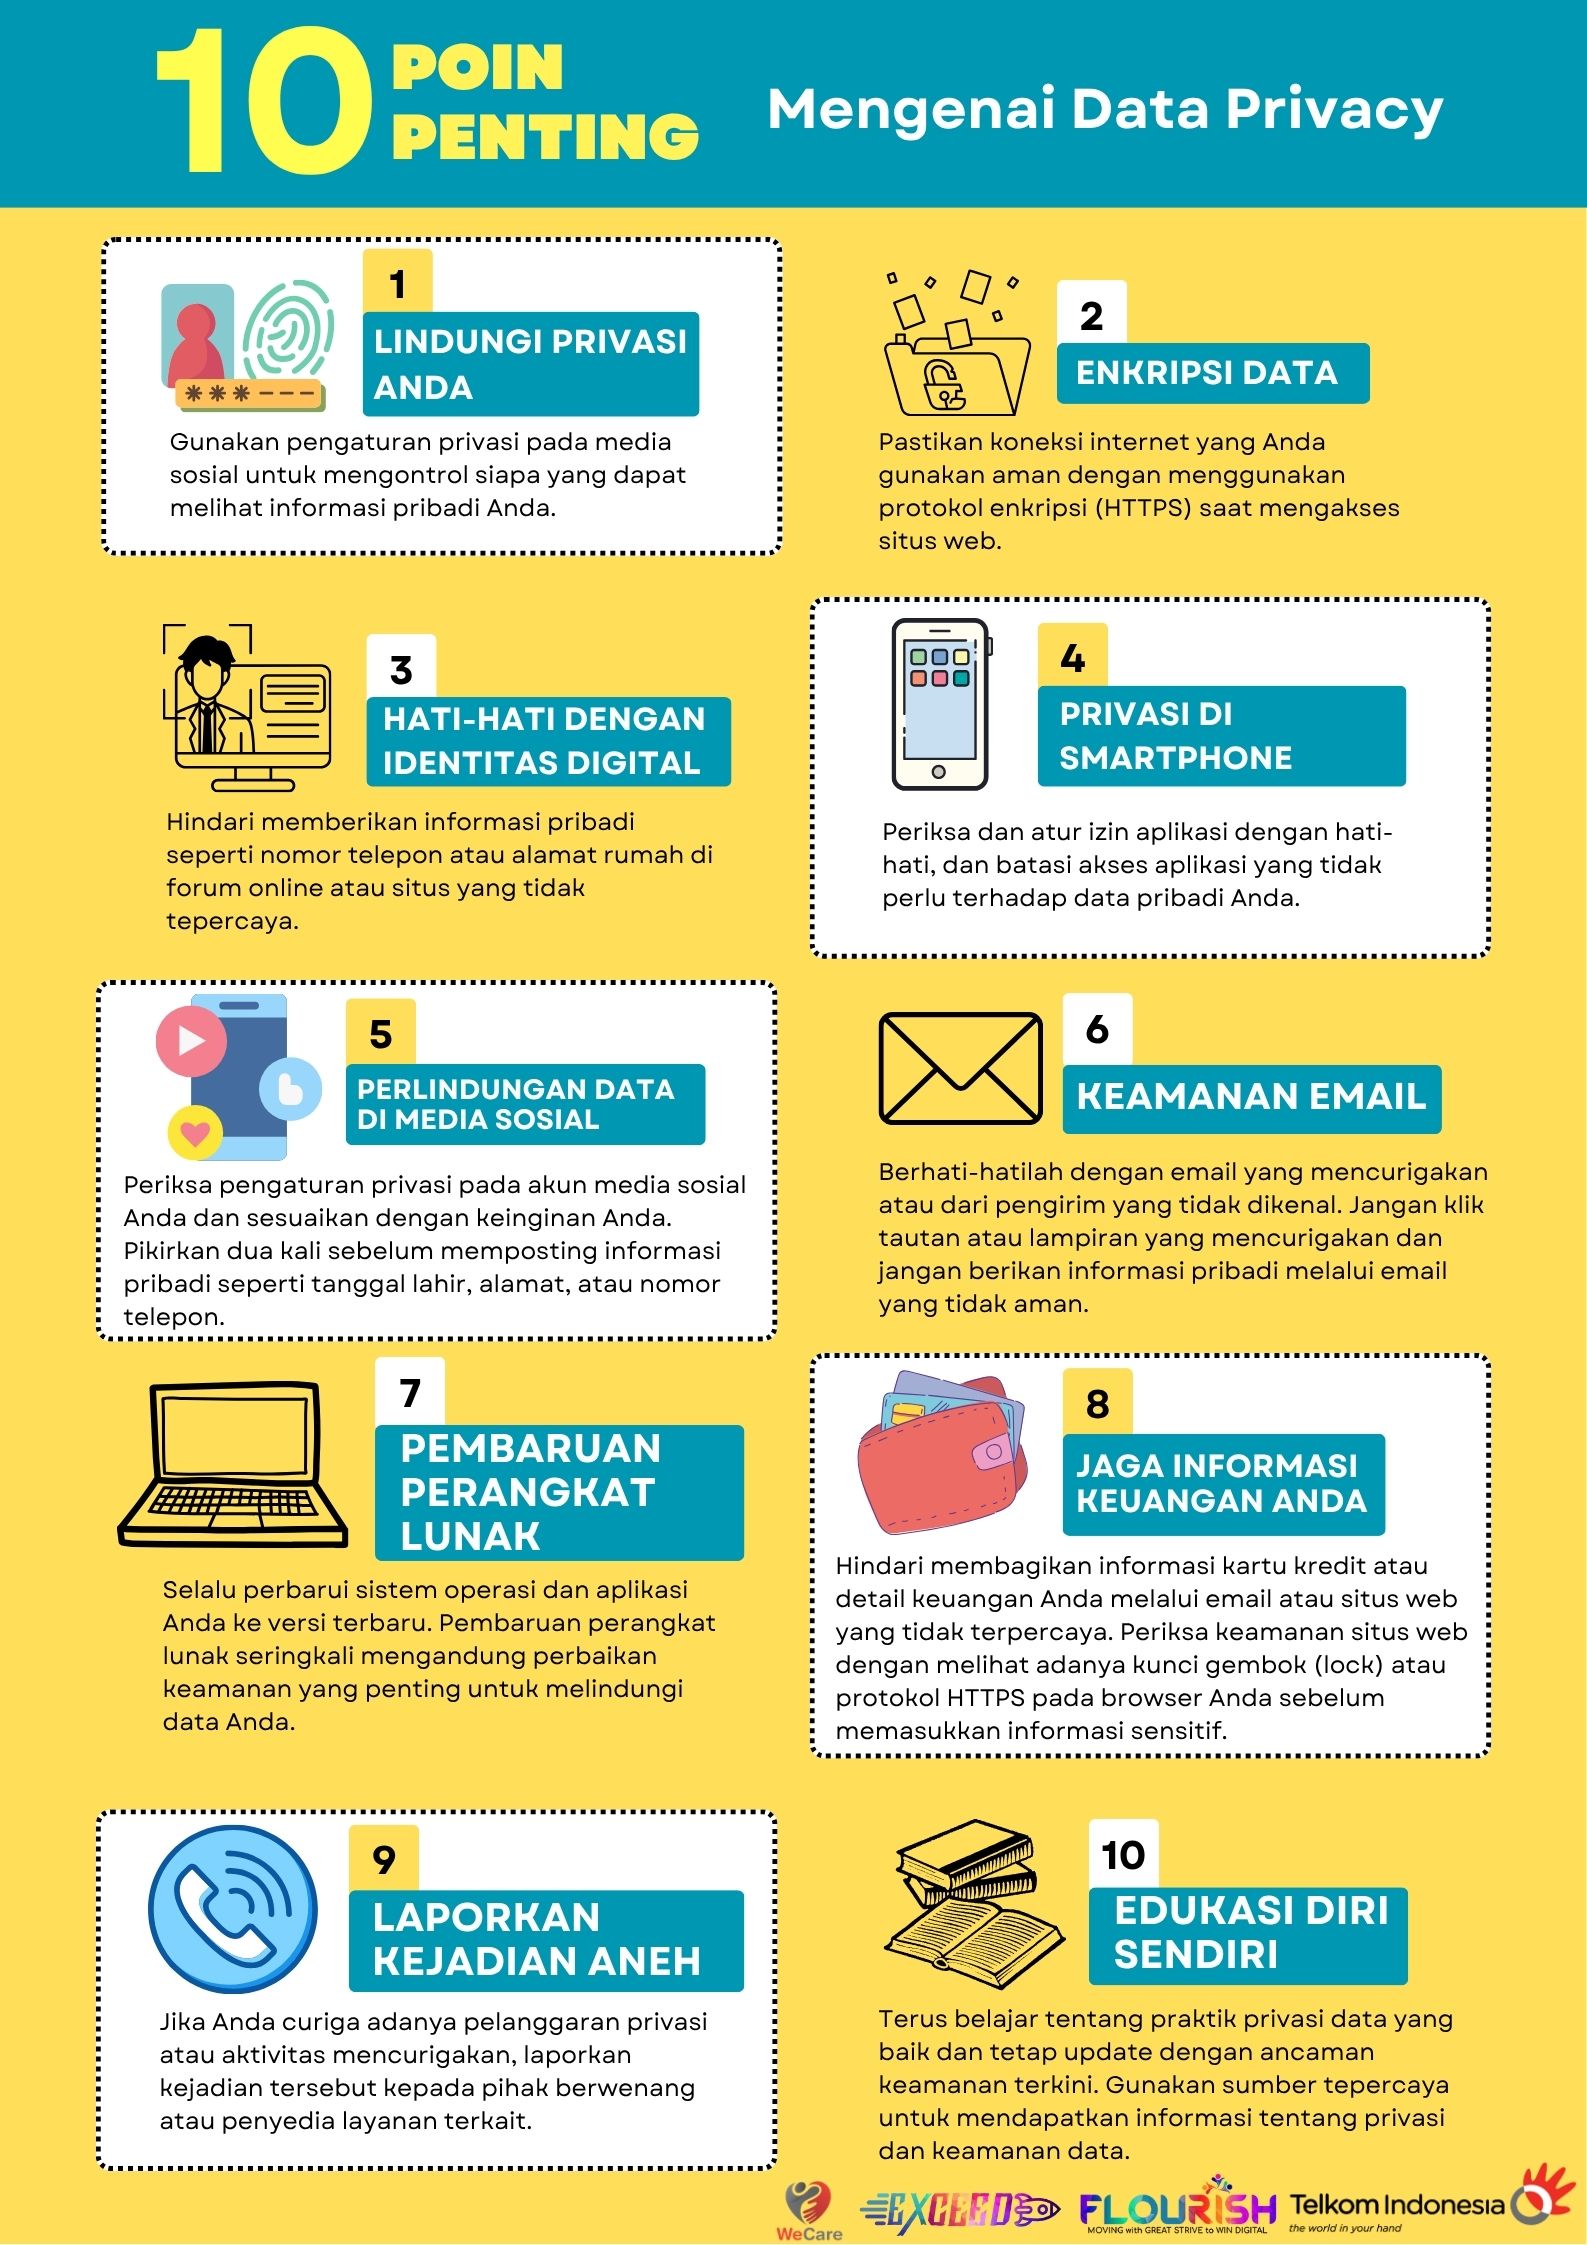 10 POIN
PENTING
Mengenai Data Privacy
1
LINDUNGI PRIVASI
ANDA
Gunakan pengaturan privasi pada media
sosial untuk mengontrol siapa yang dapat
melihat informasi pribadi Anda.
2
ENKRIPSI DATA
Pastikan koneksi internet yang Anda
gunakan aman dengan menggunakan
protokol enkripsi (HTTPS) saat mengakses
situs web.
3
HATI-HATI DENGAN
IDENTITAS DIGITAL
Hindari memberikan informasi pribadi
seperti nomor telepon atau alamat rumah di
forum online atau situs yang tidak
tepercaya.
4
PRIVASI DI
SMARTPHONE
Periksa dan atur izin aplikasi dengan hati-
hati, dan batasi akses aplikasi yang tidak
perlu terhadap data pribadi Anda.
5
PERLINDUNGAN DATA
DI MEDIA SOSIAL
Periksa pengaturan privasi pada akun media sosial
Anda dan sesuaikan dengan keinginan Anda.
Pikirkan dua kali sebelum memposting informasi
pribadi seperti tanggal lahir, alamat, atau nomor
telepon.
6
KEAMANAN EMAIL
Berhati-hatilah dengan email yang mencurigakan
atau dari pengirim yang tidak dikenal. Jangan klik
tautan atau lampiran yang mencurigakan dan
jangan berikan informasi pribadi melalui email
yang tidak aman.
7
PEMBARUAN
PERANGKAT
LUNAK
Selalu perbarui sistem operasi dan aplikasi
Anda ke versi terbaru. Pembaruan perangkat
lunak seringkali mengandung perbaikan
keamanan yang penting untuk melindungi
data Anda.
8
JAGA INFORMASI
KEUANGAN ANDA
Hindari membagikan informasi kartu kredit atau
detail keuangan Anda melalui email atau situs web
yang tidak terpercaya. Periksa keamanan situs web
dengan melihat adanya kunci gembok (lock) atau
protokol HTTPS pada browser Anda sebelum
memasukkan informasi sensitif.
9
LAPORKAN
KEJADIAN ANEH
Jika Anda curiga adanya pelanggaran privasi
atau aktivitas mencurigakan, laporkan
kejadian tersebut kepada pihak berwenang
atau penyedia layanan terkait.
10
EDUKASI DIRI
SENDIRI
Terus belajar tentang praktik privasi data yang
baik dan tetap update dengan ancaman
keamanan terkini. Gunakan sumber tepercaya
untuk mendapatkan informasi tentang privasi
dan keamanan data.
WeCare
EXCEED
FLOURISH
MOVING with GREAT STRIVE to WIN DIGITAL
Telkom Indonesia
the world in your hand